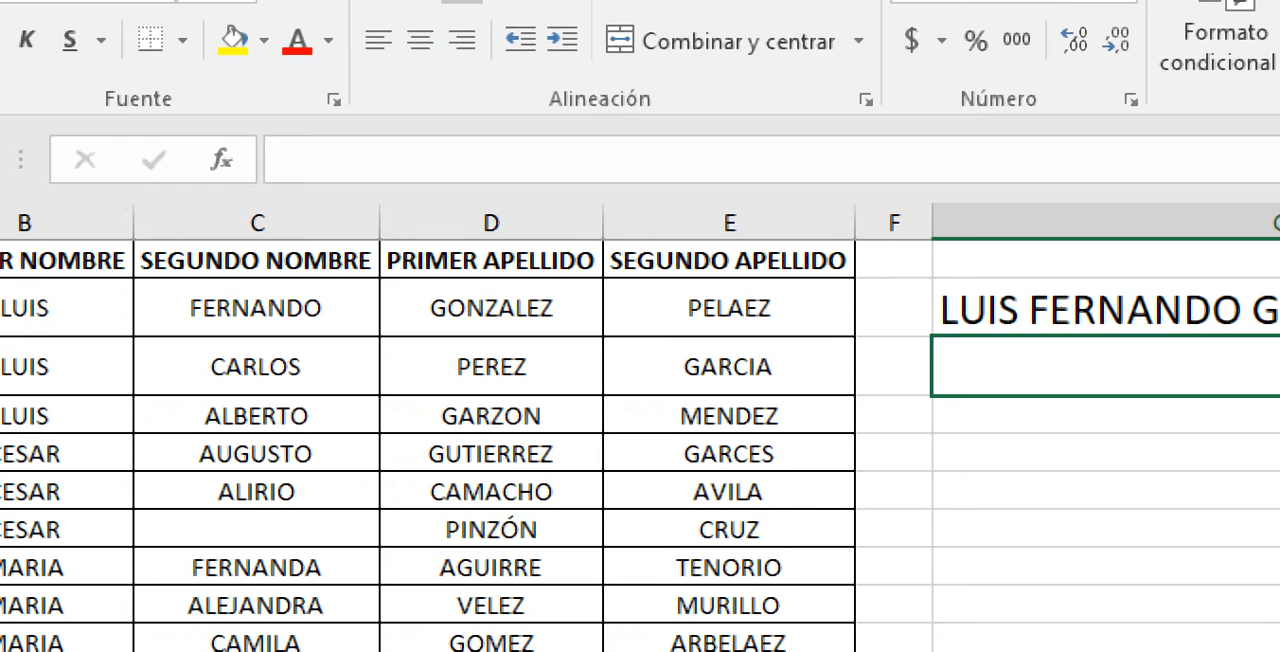 K S A Combinar y centrar $ % 000 ,00 ,00 Formato
condicional
Fuente Alineación Número
fx
B C D E F
R NOMBRE SEGUNDO NOMBRE PRIMER APELLIDO SEGUNDO APELLIDO
LUIS FERNANDO GONZALEZ PELAEZ LUIS FERNANDO G
LUIS CARLOS PEREZ GARCIA
LUIS ALBERTO GARZON MENDEZ
CESAR AUGUSTO GUTIERREZ GARCES
CESAR ALIRIO CAMACHO AVILA
CESAR PINZÓN CRUZ
MARIA FERNANDA AGUIRRE TENORIO
MARIA ALEJANDRA VELEZ MURILLO
MARIA CAMILA GOMEZ ARBELAEZ